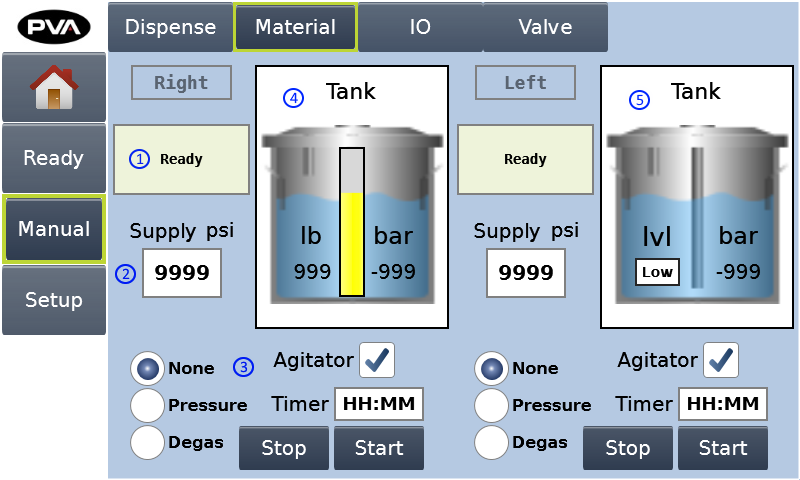 PVA
Dispense
Material
IO
Valve
Ready
Manual
Setup
Right
1
Ready
Supply psi
2
9999
4
Tank
lb
bar
999
-999
None
Pressure
Degas
3
Agitator
Timer
HH:MM
Stop
Start
Left
Ready
Supply psi
9999
5
Tank
lvl
bar
Low
-999
None
Pressure
Degas
Agitator
Timer
HH:MM
Stop
Start